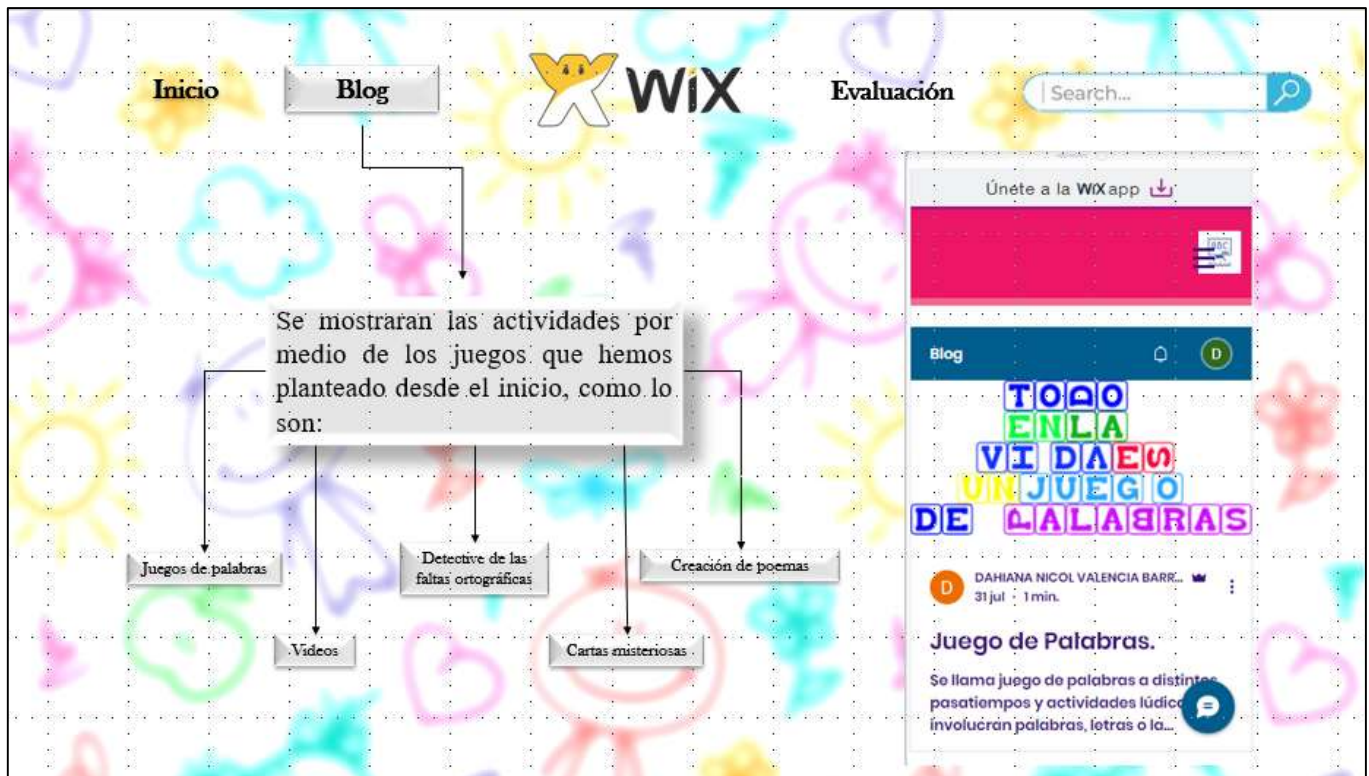 Inicio
Blog
WiX
Evaluación
Search...
Se mostraran las actividades por
medio de los juegos que hemos
planteado desde el inicio, como lo
son:
Juegos de palabras
Videos
Detective de las
faltas ortográficas
Cartas misteriosas
Creación de poemas
Únete a la WiX app
Blog
D
TODO
EN LA
VIDA ES
UN JUEGO
DE PALABRAS
D
DAHIANA NICOL VALENCIA BARR...
31 jul · 1 min.
Juego de Palabras.
Se llama juego de palabras a distintos
pasatiempos y actividades
involucran palabras, letras o la...